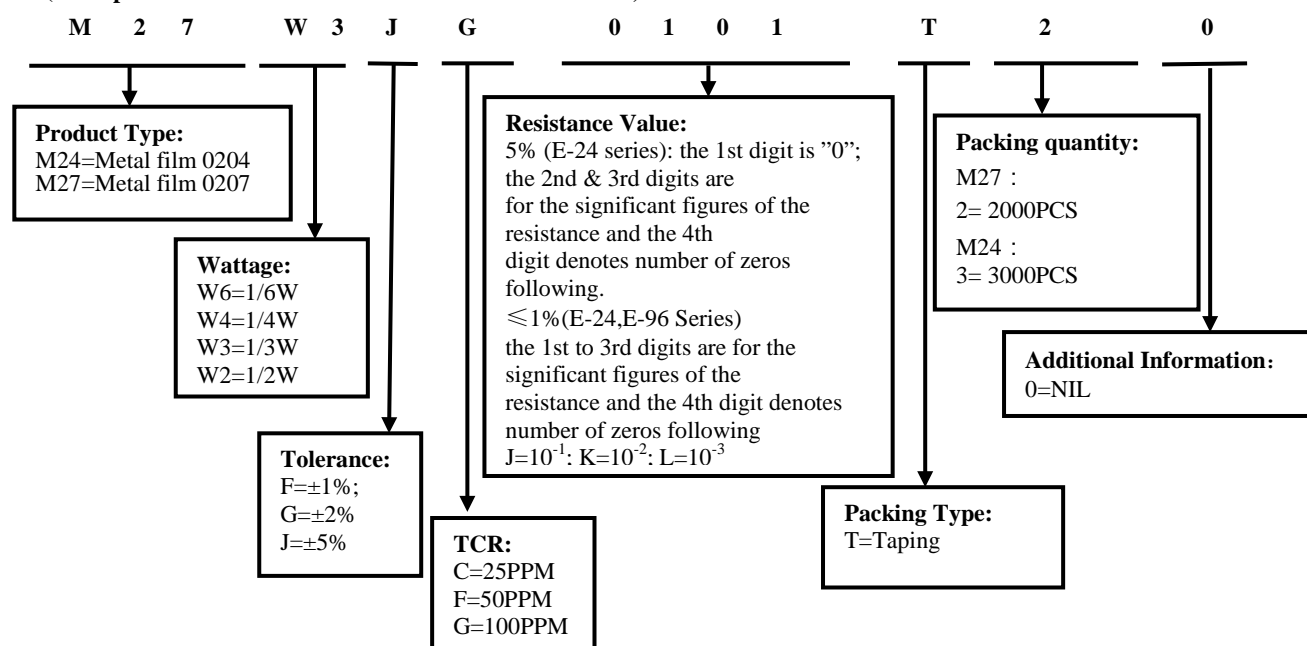 M 2 7 W 3 J G 0 1 0 1 T 2 0
Product Type:
M24=Metal film 0204
M27=Metal film 0207
Wattage:
W6=1/6W
W4=1/4W
W3=1/3W
W2=1/2W
Tolerance:
F=±1%;
G=±2%
J=±5%
TCR:
C=25PPM
F=50PPM
G=100PPM
Resistance Value:
5% (E-24 series): the 1st digit is ”0”;
the 2nd & 3rd digits are
for the significant figures of the
resistance and the 4th
digit denotes number of zeros
following.
≤1%(E-24,E-96 Series)
the 1st to 3rd digits are for the
significant figures of the
resistance and the 4th digit denotes
number of zeros following
J=10-1; K=10-2; L=10-3
Packing Type:
T=Taping
Packing quantity:
M27：
2= 2000PCS
M24：
3= 3000PCS
Additional Information：
0=NIL